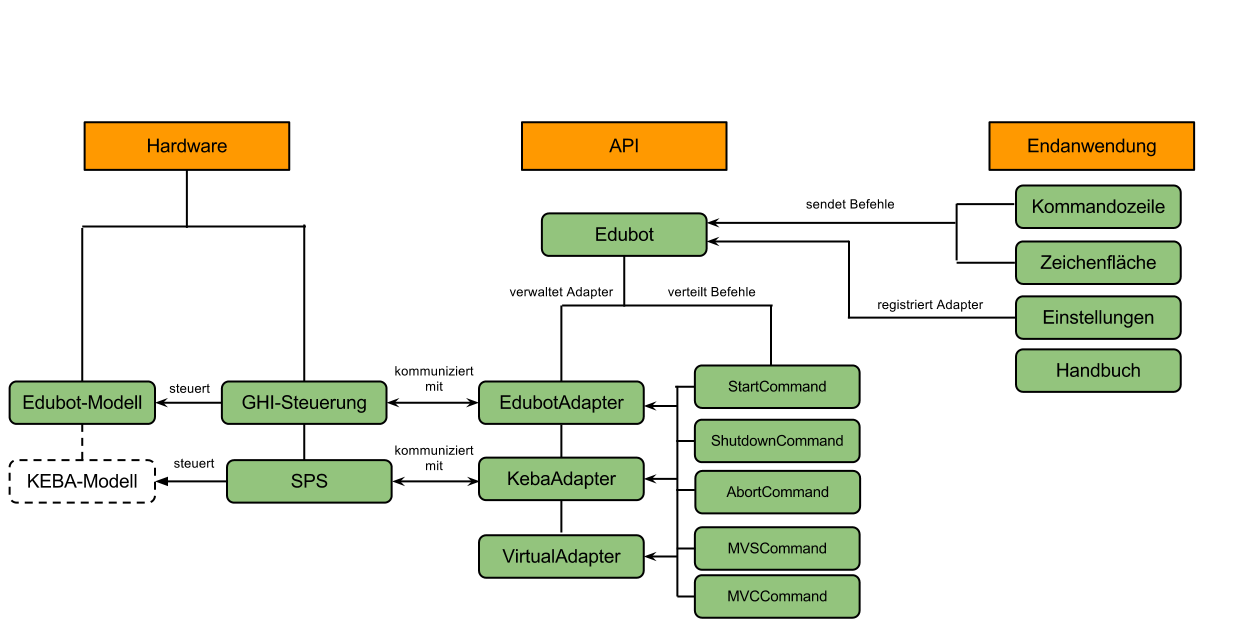 Hardware
API
Endanwendung
Kommandozeile
sendet Befehle
Edubot
Zeichenfläche
verwaltet Adapter
verteilt Befehle
registriert Adapter
Einstellungen
Handbuch
Edubot-Modell
steuert
GHI-Steuerung
kommuniziert
mit
EdubotAdapter
StartCommand
ShutdownCommand
KEBA-Modell
steuert
SPS
kommuniziert
mit
KebaAdapter
AbortCommand
VirtualAdapter
MVSCommand
MVCCommand